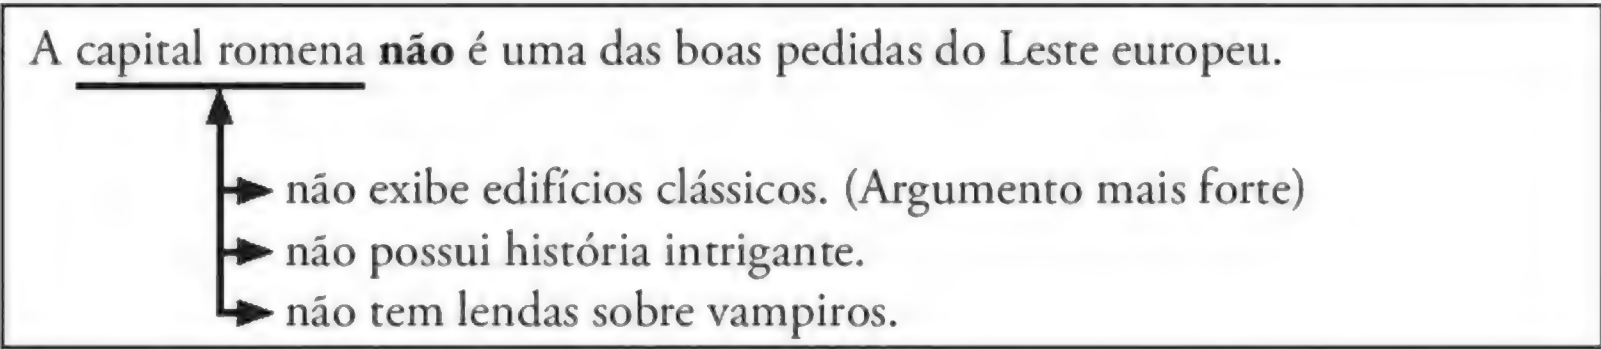 A capital romena não é uma das boas pedidas do Leste europeu.
não exibe edifícios clássicos. (Argumento mais forte)
não possui história intrigante.
não tem lendas sobre vampiros.